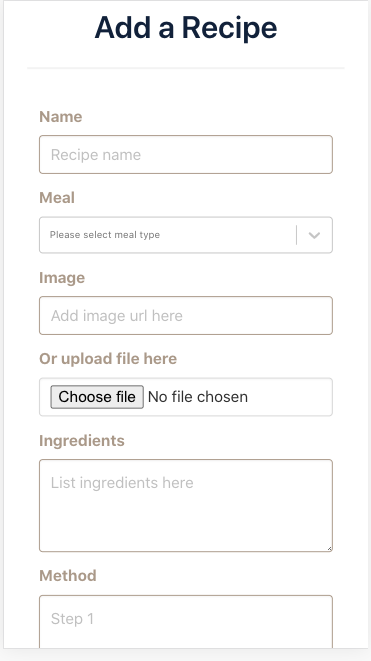 Add a Recipe
Name
Recipe name
Meal
Please select meal type
Image
Add image url here
Or upload file here
Choose file No file chosen
Ingredients
List ingredients here
Method
Step 1